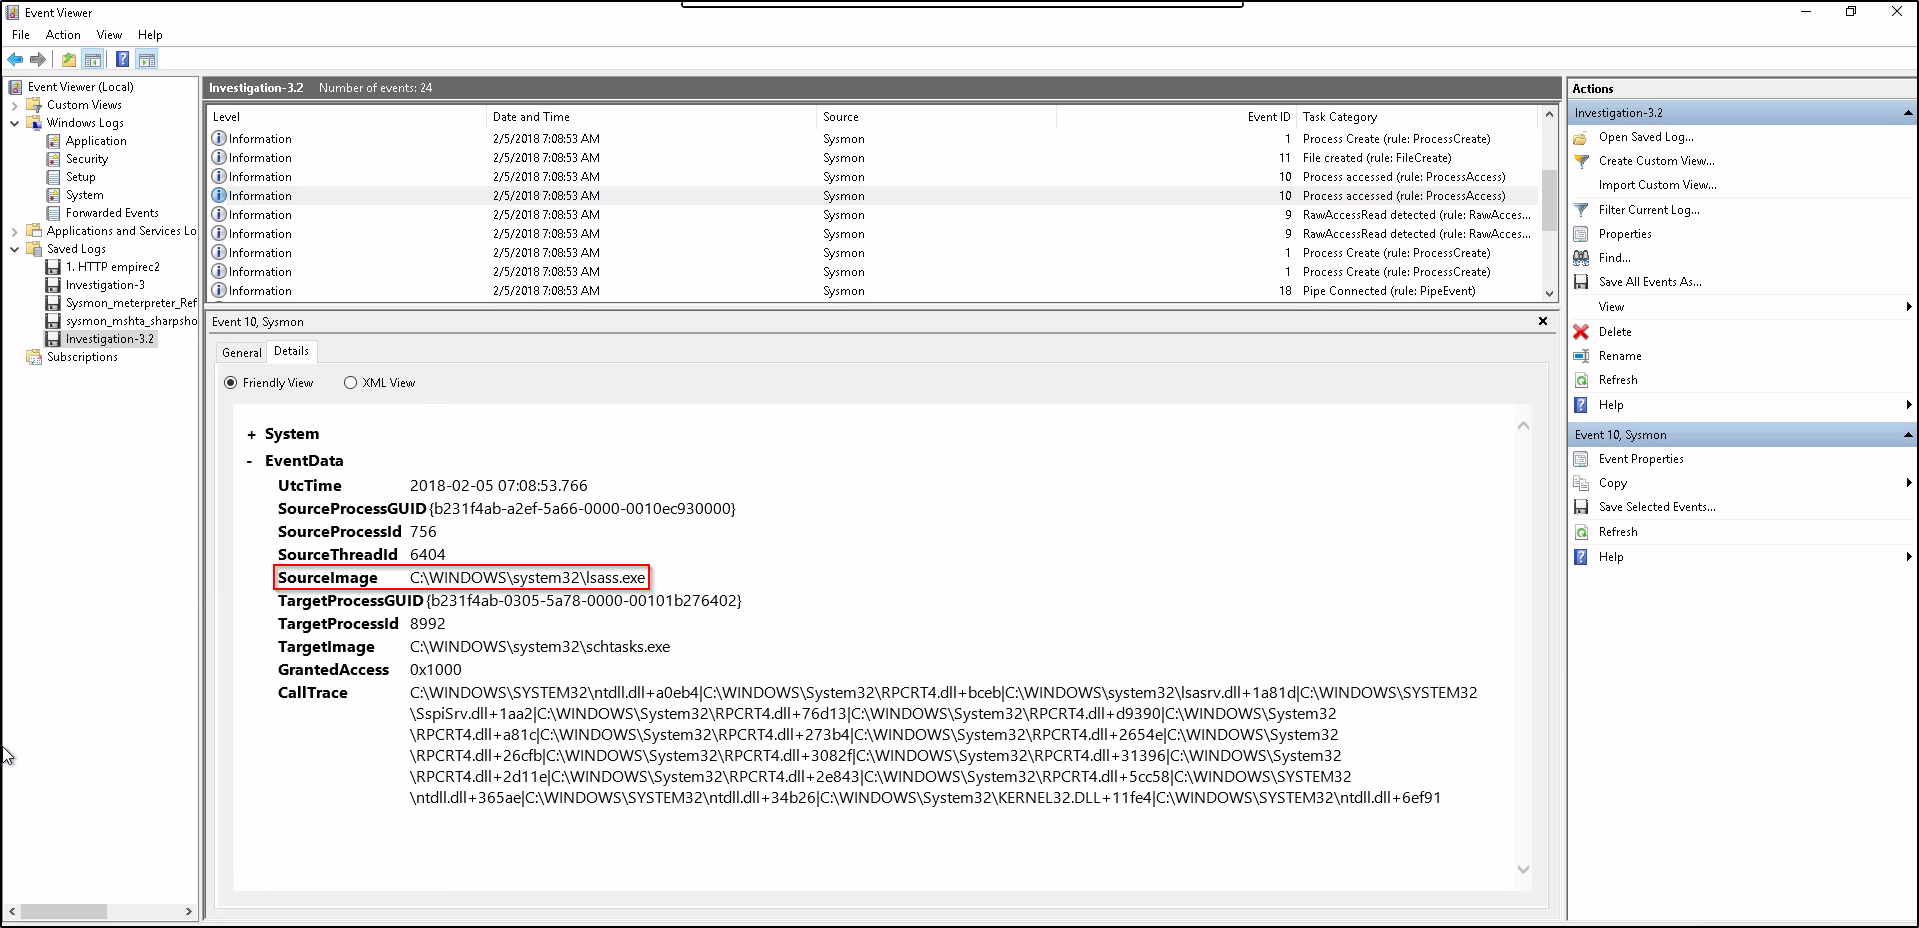 Event Viewer
File Action View Help
Event Viewer (Local)
Custom Views
Windows Logs
Application
Security
Setup
System
Forwarded Events
Applications and Services Lo
Saved Logs
1. HTTP empirec2
Investigation-3
Sysmon_meterpreter_Ref
sysmon_mshta_sharpsho
Investigation-3.2
Subscriptions
Investigation-3.2 Number of events: 24
Level Date and Time Source Event ID Task Category
Information 2/5/2018 7:08:53 AM Sysmon 1 Process Create (rule: ProcessCreate)
Information 2/5/2018 7:08:53 AM Sysmon 11 File created (rule: FileCreate)
Information 2/5/2018 7:08:53 AM Sysmon 10 Process accessed (rule: ProcessAccess)
Information 2/5/2018 7:08:53 AM Sysmon 10 Process accessed (rule: ProcessAccess)
Information 2/5/2018 7:08:53 AM Sysmon 9 RawAccessRead detected (rule: RawAcces...
Information 2/5/2018 7:08:53 AM Sysmon 9 RawAccessRead detected (rule: RawAcces...
Information 2/5/2018 7:08:53 AM Sysmon 1 Process Create (rule: ProcessCreate)
Information 2/5/2018 7:08:53 AM Sysmon 1 Process Create (rule: ProcessCreate)
Information 2/5/2018 7:08:53 AM Sysmon 18 Pipe Connected (rule: PipeEvent)
Event 10, Sysmon
General Details
Friendly View XML View
+ System
- EventData
UtcTime 2018-02-05 07:08:53.766
SourceProcessGUID {b231f4ab-a2ef-5a66-0000-0010ec930000}
SourceProcessId 756
SourceThreadId 6404
SourceImage C:\WINDOWS\system32\lsass.exe
TargetProcessGUID {b231f4ab-0305-5a78-0000-00101b276402}
TargetProcessId 8992
TargetImage C:\WINDOWS\system32\schtasks.exe
GrantedAccess 0x1000
CallTrace C:\WINDOWS\SYSTEM32\ntdll.dll+a0eb4|C:\WINDOWS\System32\RPCRT4.dll+bceb|C:\WINDOWS\system32\lsasrv.dll+1a81d|C:\WINDOWS\SYSTEM32
\SspiSrv.dll+1aa2|C:\WINDOWS\System32\RPCRT4.dll+76d13|C:\WINDOWS\System32\RPCRT4.dll+d9390|C:\WINDOWS\System32
\RPCRT4.dll+a81c|C:\WINDOWS\System32\RPCRT4.dll+273b4|C:\WINDOWS\System32\RPCRT4.dll+2654e|C:\WINDOWS\System32
\RPCRT4.dll+26cfb|C:\WINDOWS\System32\RPCRT4.dll+3082f|C:\WINDOWS\System32\RPCRT4.dll+31396|C:\WINDOWS\System32
\RPCRT4.dll+2d11e|C:\WINDOWS\System32\RPCRT4.dll+2e843|C:\WINDOWS\System32\RPCRT4.dll+5cc58|C:\WINDOWS\SYSTEM32
\ntdll.dll+365ae|C:\WINDOWS\SYSTEM32\ntdll.dll+34b26|C:\WINDOWS\System32\KERNEL32.DLL+11fe4|C:\WINDOWS\SYSTEM32\ntdll.dll+6ef91
Actions
Investigation-3.2
Open Saved Log...
Create Custom View...
Import Custom View...
Filter Current Log...
Properties
Find...
Save All Events As...
View
Delete
Rename
Refresh
Help
Event 10, Sysmon
Event Properties
Copy
Save Selected Events...
Refresh
Help